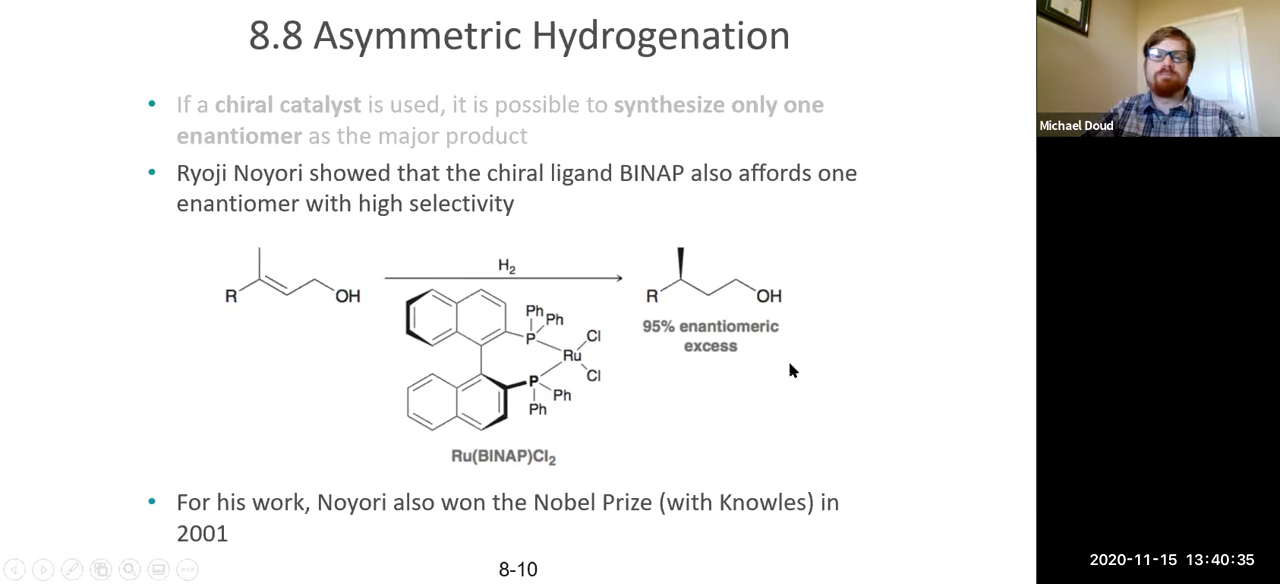 8.8 Asymmetric Hydrogenation
• If a chiral catalyst is used, it is possible to synthesize only one
enantiomer as the major product
• Ryoji Noyori showed that the chiral ligand BINAP also affords one
enantiomer with high selectivity
H₂
R
OH
Ph
Ph
P
Cl
Ru
Cl
P
Ph
Ph
R
OH
95% enantiomeric
excess
Ru(BINAP)Cl₂
• For his work, Noyori also won the Nobel Prize (with Knowles) in
2001
8-10
Michael Doud
2020-11-15 13:40:35